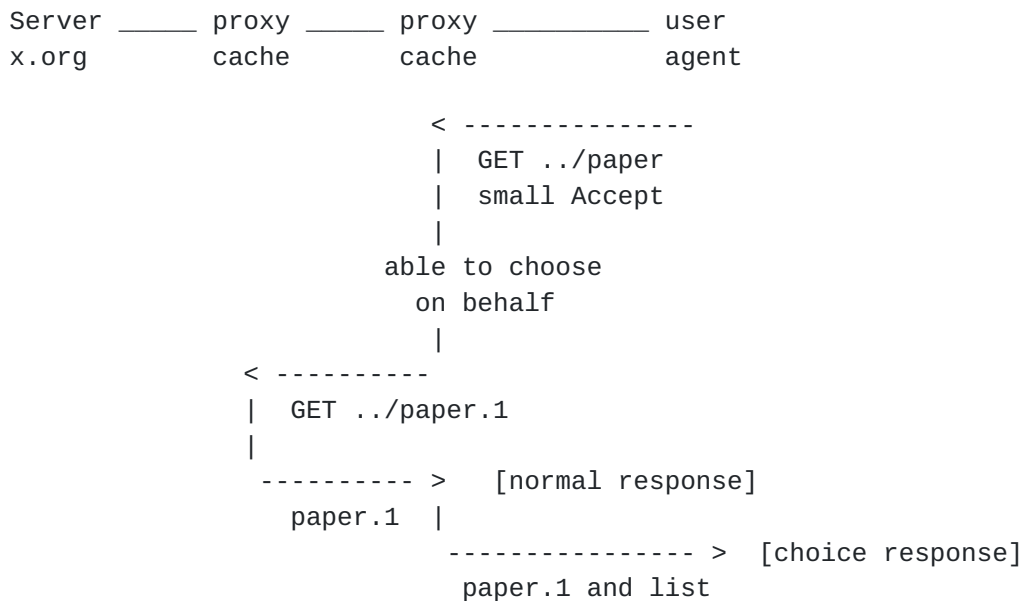 Server _____ proxy _____ proxy __________ user
x.org        cache       cache            agent
< ---------------
|  GET ../paper
|  small Accept
|
able to choose
on behalf
|
< ----------
|  GET ../paper.1
|
---------- >   [normal response]
paper.1  |
---------------- >  [choice response]
paper.1 and list